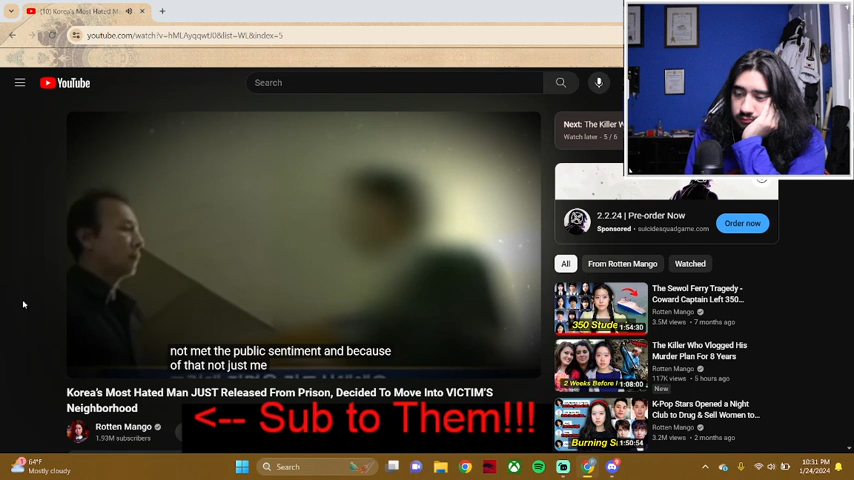 (10) Korea's Most Hated M
youtube.com/watch?v=hMLAyqqwtJ0&list=WL&index=5
YouTube
Search
Next: The Killer W
Watch later · 5 / 6
2.2.24 | Pre-order Now
Sponsored · suicidesquadgame.com
Order now
All
From Rotten Mango
Watched
not met the public sentiment and because
of that not just me
Korea's Most Hated Man JUST Released From Prison, Decided To Move Into VICTIM'S
Neighborhood
Rotten Mango
1.93M subscribers
<-- Sub to Them!!!
350 Stude
1:54:30
The Sewol Ferry Tragedy -
Coward Captain Left 350...
Rotten Mango
3.5M views · 7 months ago
2 Weeks Before
1:08:00
The Killer Who Vlogged His
Murder Plan For 8 Years
Rotten Mango
117K views · 5 hours ago
New
Burning S
1:50:54
K-Pop Stars Opened a Night
Club to Drug & Sell Women to...
Rotten Mango
3.2M views · 2 months ago
64°F
Mostly cloudy
Search
10:31 PM
1/24/2024